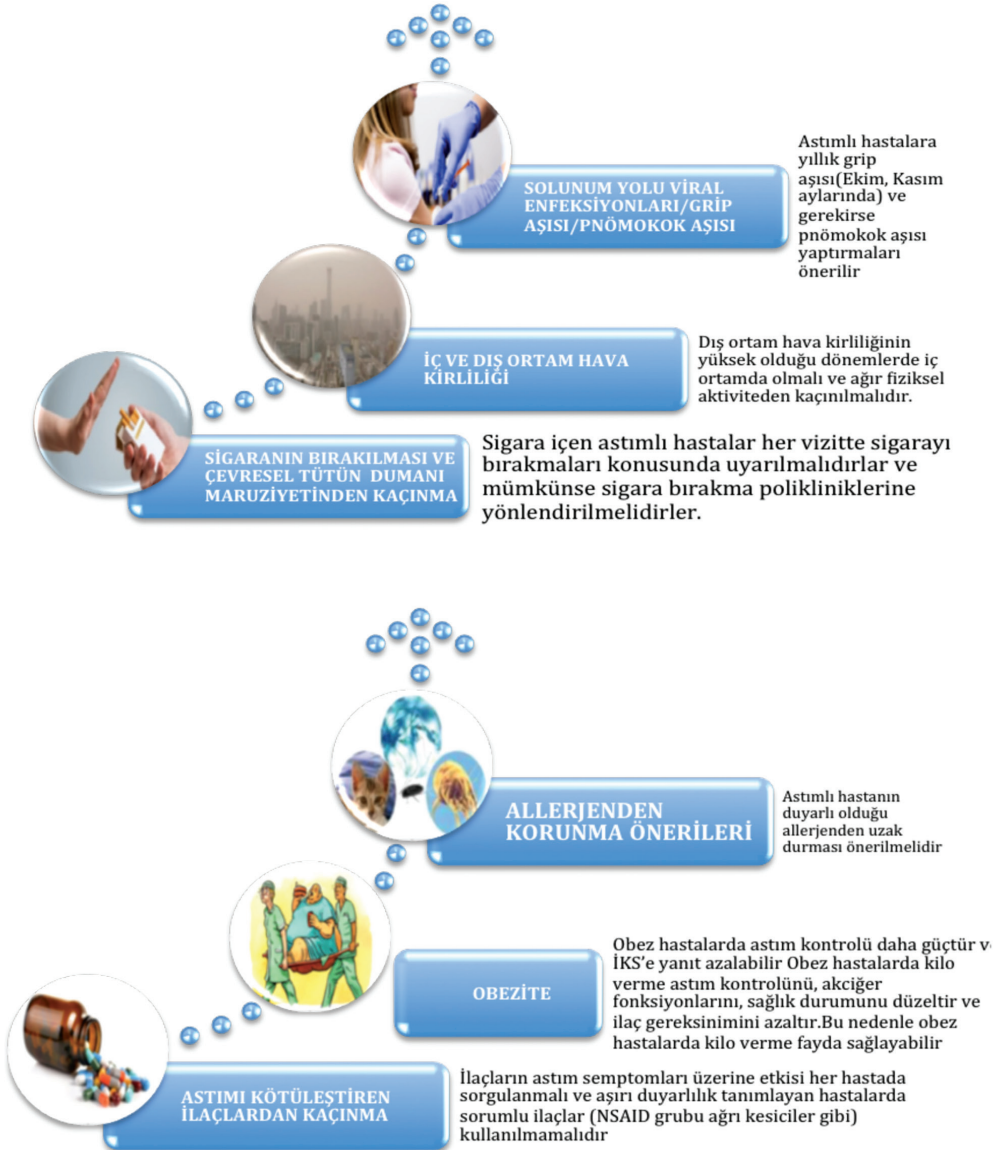 SOLUNUM YOLU VİRAL
ENFEKSİYONLARI/GRİP
AŞISI/PNÖMOKOK AŞISI
Astımlı hastalara
yıllık grip
aşısı(Ekim, Kasım
aylarında) ve
gerekirse
pnömokok aşısı
yaptırmaları
önerilir
İÇ VE DIŞ ORTAM HAVA
KİRLİLİĞİ
Dış ortam hava kirliliğinin
yüksek olduğu dönemlerde iç
ortamda olmalı ve ağır fiziksel
aktiviteden kaçınılmalıdır.
SİGARANIN BIRAKILMASI VE
ÇEVRESEL TÜTÜN DUMANI
MARUZİYETİNDEN KAÇINMA
Sigara içen astımlı hastalar her vizitte sigarayı
bırakmaları konusunda uyarılmalıdırlar ve
mümkünse sigara bırakma polikliniklerine
yönlendirilmelidirler.
ALLERJENDEN
KORUNMA ÖNERİLERİ
Astımlı hastanın
duyarlı olduğu
allerjenden uzak
durması önerilmelidir
OBEZİTE
Obez hastalarda astım kontrolü daha güçtür v
İKS’e yanıt azalabilir Obez hastalarda kilo
verme astım kontrolünü, akciğer
fonksiyonlarını, sağlık durumunu düzeltir ve
ilaç gereksinimini azaltır.Bu nedenle obez
hastalarda kilo verme fayda sağlayabilir
ASTIMI KÖTÜLEŞTİREN
İLAÇLARDAN KAÇINMA
İlaçların astım semptomları üzerine etkisi her hastada
sorgulanmalı ve aşırı duyarlılık tanımlayan hastalarda
sorumlu ilaçlar (NSAID grubu ağrı kesiciler gibi)
kullanılmamalıdır